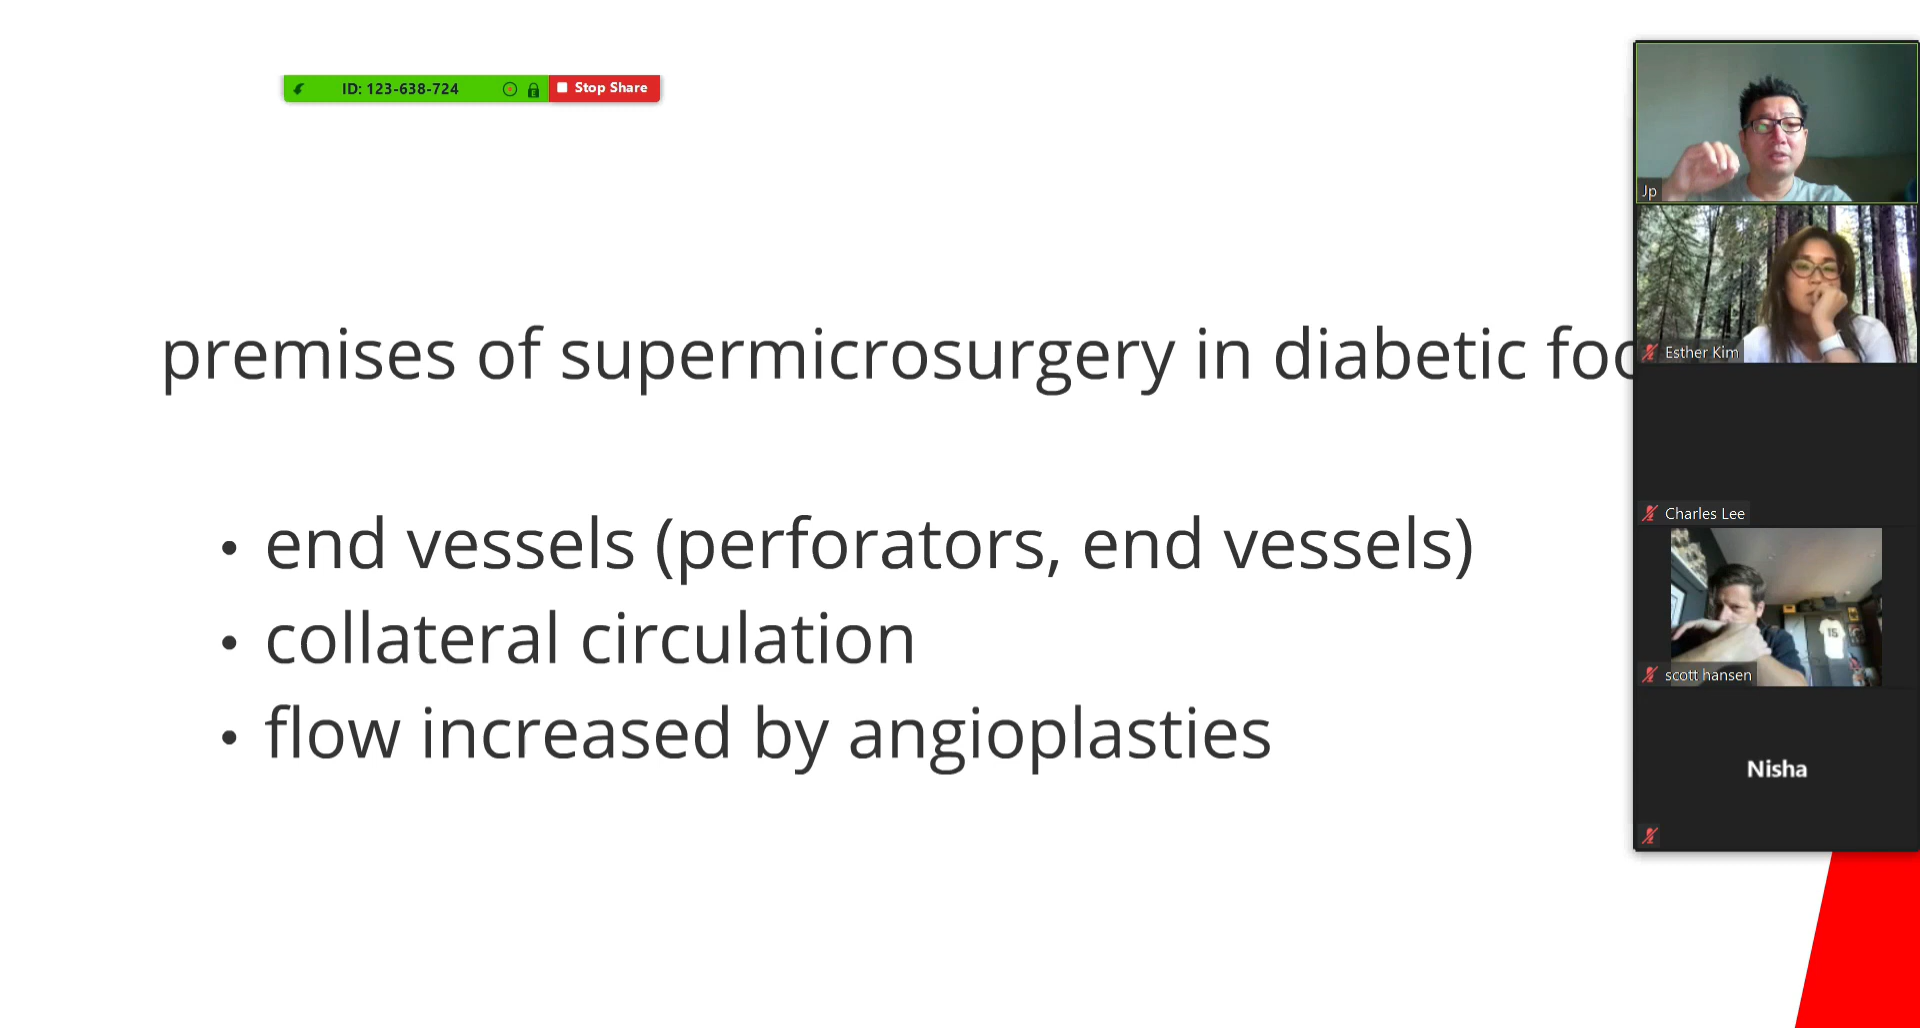 ID: 123-638-724
Stop Share
premises of supermicrosurgery in diabetic
• end vessels (perforators, end vessels)
• collateral circulation
• flow increased by angioplasties
Jp
Esther Kim
Charles Lee
15
scott hansen
Nisha